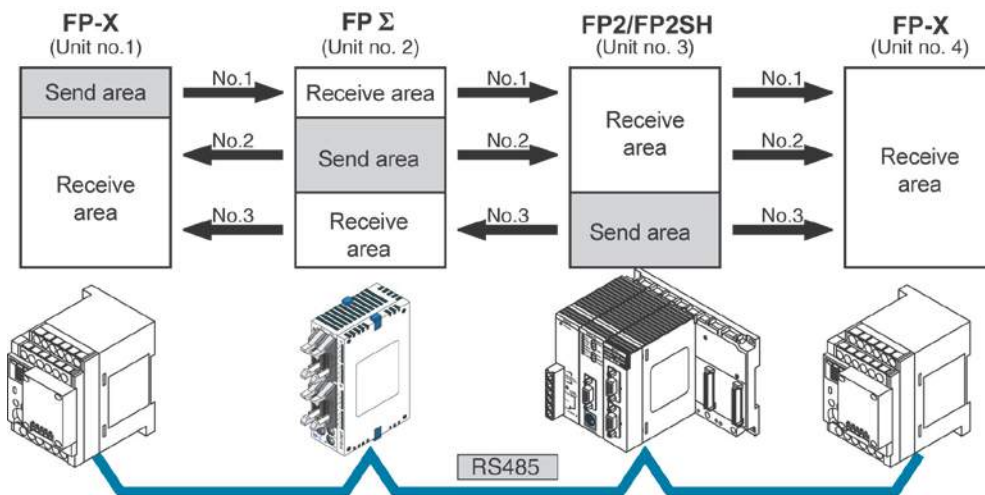 FP-X
(Unit no.1)
FP Σ
(Unit no. 2)
FP2/FP2SH
(Unit no. 3)
FP-X
(Unit no. 4)
Send area
No.1
Receive area
No.1
Receive
area
No.1
Receive
area
Receive
area
No.2
Send area
No.2
No.2
No.3
Receive
area
No.3
Send area
No.3
RS485